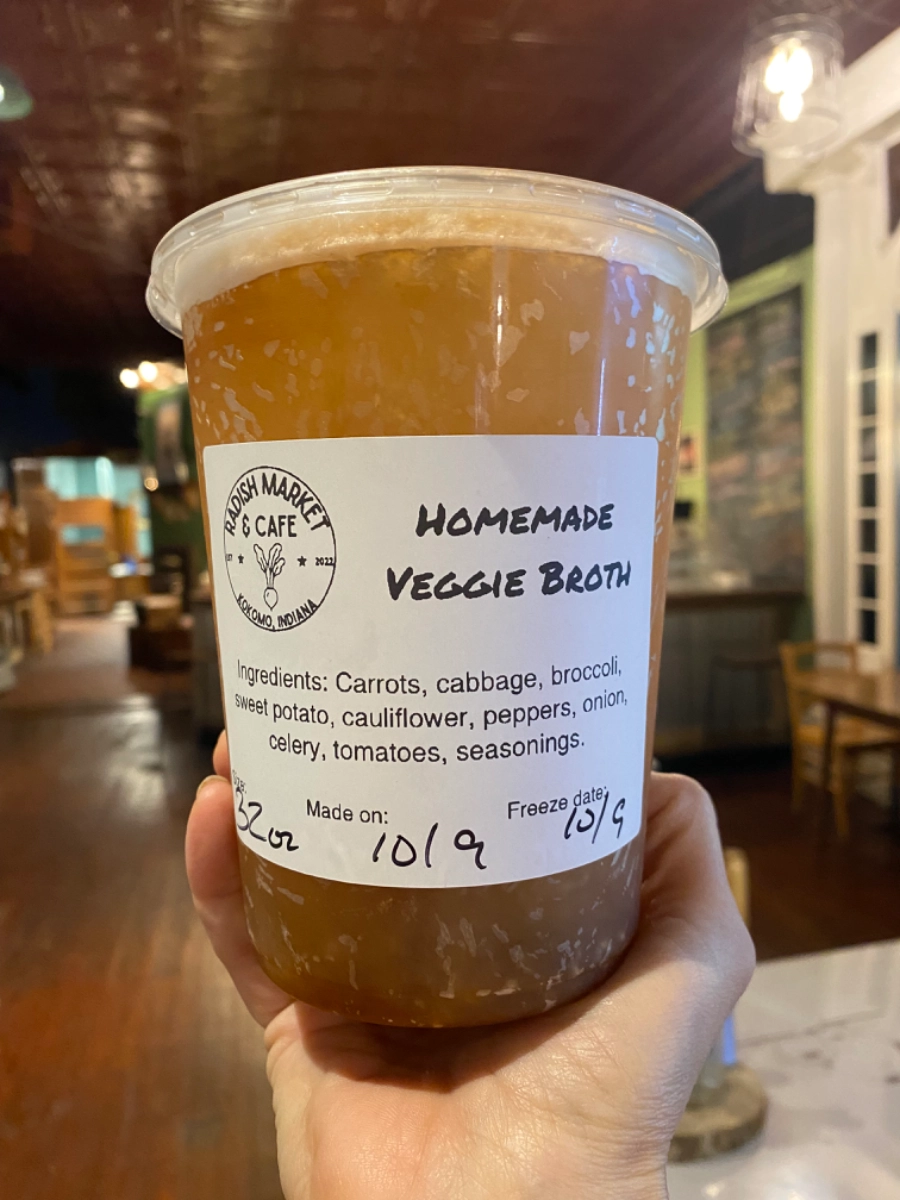 RADISH MARKET
& CAFE
EST 2022
KOKOMO, INDIANA
HOMEMADE
VEGGIE BROTH
Ingredients: Carrots, cabbage, broccoli,
sweet potato, cauliflower, peppers, onion,
celery, tomatoes, seasonings.
Size:
32oz
Made on:
10/9
Freeze date:
10/9